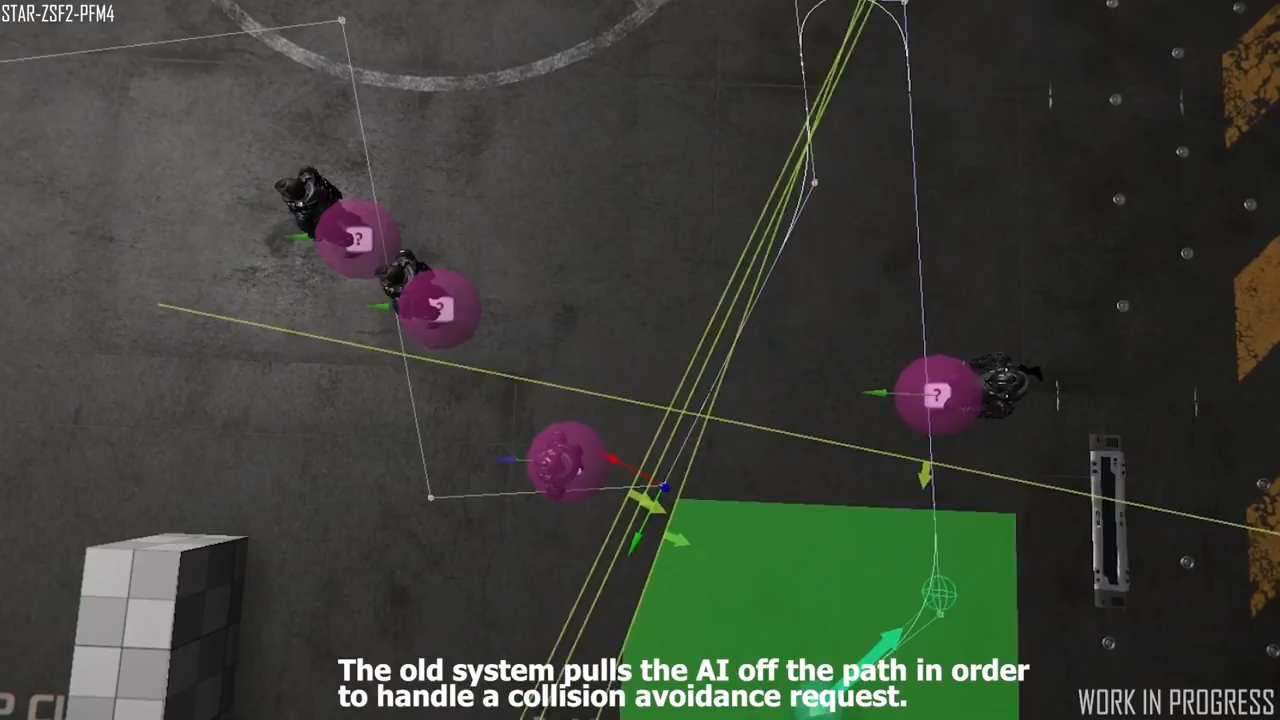 STAR-ZSF2-PFM4
?
?
?
The old system pulls the AI off the path in order
to handle a collision avoidance request.
WORK IN PROGRESS